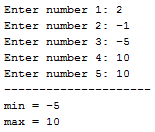 Enter number 1: 2
Enter number 2: -1
Enter number 3: -5
Enter number 4: 10
Enter number 5: 10
---------------------
min = -5
max = 10